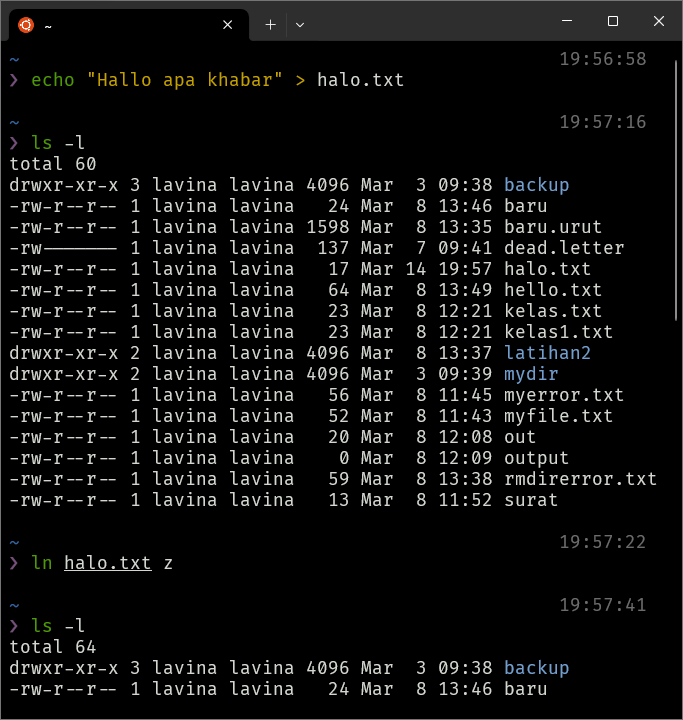 ~
~ 19:56:58
❯ echo "Hallo apa khabar" > halo.txt
~ 19:57:16
❯ ls -l
total 60
drwxr-xr-x 3 lavina lavina 4096 Mar  3 09:38 backup
-rw-r--r-- 1 lavina lavina   24 Mar  8 13:46 baru
-rw-r--r-- 1 lavina lavina 1598 Mar  8 13:35 baru.urut
-rw------- 1 lavina lavina  137 Mar  7 09:41 dead.letter
-rw-r--r-- 1 lavina lavina   17 Mar 14 19:57 halo.txt
-rw-r--r-- 1 lavina lavina   64 Mar  8 13:49 hello.txt
-rw-r--r-- 1 lavina lavina   23 Mar  8 12:21 kelas.txt
-rw-r--r-- 1 lavina lavina   23 Mar  8 12:21 kelas1.txt
drwxr-xr-x 2 lavina lavina 4096 Mar  8 13:37 latihan2
drwxr-xr-x 2 lavina lavina 4096 Mar  3 09:39 mydir
-rw-r--r-- 1 lavina lavina   56 Mar  8 11:45 myerror.txt
-rw-r--r-- 1 lavina lavina   52 Mar  8 11:43 myfile.txt
-rw-r--r-- 1 lavina lavina   20 Mar  8 12:08 out
-rw-r--r-- 1 lavina lavina    0 Mar  8 12:09 output
-rw-r--r-- 1 lavina lavina   59 Mar  8 13:38 rmdirerror.txt
-rw-r--r-- 1 lavina lavina   13 Mar  8 11:52 surat
~ 19:57:22
❯ ln halo.txt z
~ 19:57:41
❯ ls -l
total 64
drwxr-xr-x 3 lavina lavina 4096 Mar  3 09:38 backup
-rw-r--r-- 1 lavina lavina   24 Mar  8 13:46 baru